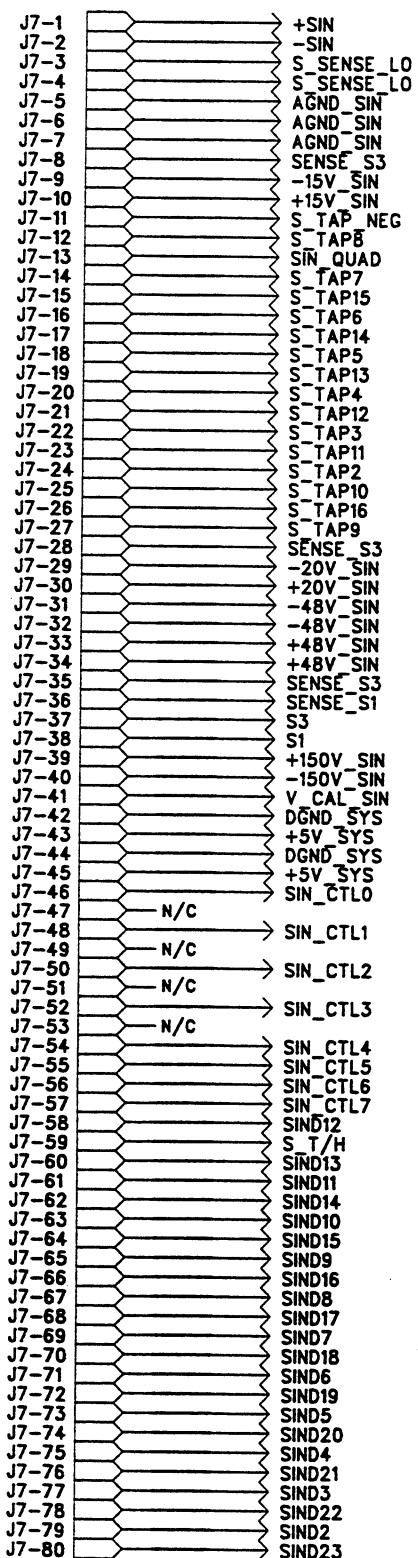 J7-1 +SIN
J7-2 -SIN
J7-3 S_SENSE_LO
J7-4 S_SENSE_LO
J7-5 AGND_SIN
J7-6 AGND_SIN
J7-7 AGND_SIN
J7-8 SENSE_S3
J7-9 -15V_SIN
J7-10 +15V_SIN
J7-11 S_TAP_NEG
J7-12 S_TAP8
J7-13 SIN_QUAD
J7-14 S_TAP7
J7-15 S_TAP15
J7-16 S_TAP6
J7-17 S_TAP14
J7-18 S_TAP5
J7-19 S_TAP13
J7-20 S_TAP4
J7-21 S_TAP12
J7-22 S_TAP3
J7-23 S_TAP11
J7-24 S_TAP2
J7-25 S_TAP10
J7-26 S_TAP16
J7-27 S_TAP9
J7-28 SENSE_S3
J7-29 -20V_SIN
J7-30 +20V_SIN
J7-31 -48V_SIN
J7-32 -48V_SIN
J7-33 +48V_SIN
J7-34 +48V_SIN
J7-35 SENSE_S3
J7-36 SENSE_S1
J7-37 S3
J7-38 S1
J7-39 +150V_SIN
J7-40 -150V_SIN
J7-41 V_CAL_SIN
J7-42 DGND_SYS
J7-43 +5V_SYS
J7-44 DGND_SYS
J7-45 +5V_SYS
J7-46 SIN_CTL0
J7-47 N/C
J7-48 SIN_CTL1
J7-49 N/C
J7-50 SIN_CTL2
J7-51 N/C
J7-52 SIN_CTL3
J7-53 N/C
J7-54 SIN_CTL4
J7-55 SIN_CTL5
J7-56 SIN_CTL6
J7-57 SIN_CTL7
J7-58 SIND12
J7-59 S_T/H
J7-60 SIND13
J7-61 SIND11
J7-62 SIND14
J7-63 SIND10
J7-64 SIND15
J7-65 SIND9
J7-66 SIND16
J7-67 SIND8
J7-68 SIND17
J7-69 SIND7
J7-70 SIND18
J7-71 SIND6
J7-72 SIND19
J7-73 SIND5
J7-74 SIND20
J7-75 SIND4
J7-76 SIND21
J7-77 SIND3
J7-78 SIND22
J7-79 SIND2
J7-80 SIND23